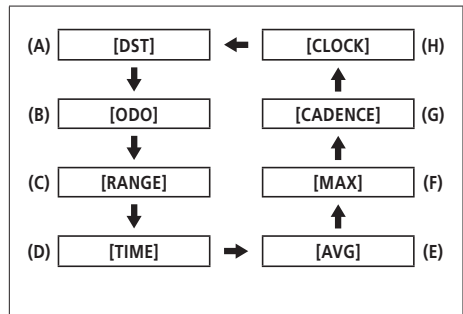 (A) [DST] [CLOCK] (H)
(B) [ODO] [CADENCE] (G)
(C) [RANGE] [MAX] (F)
(D) [TIME] [AVG] (E)